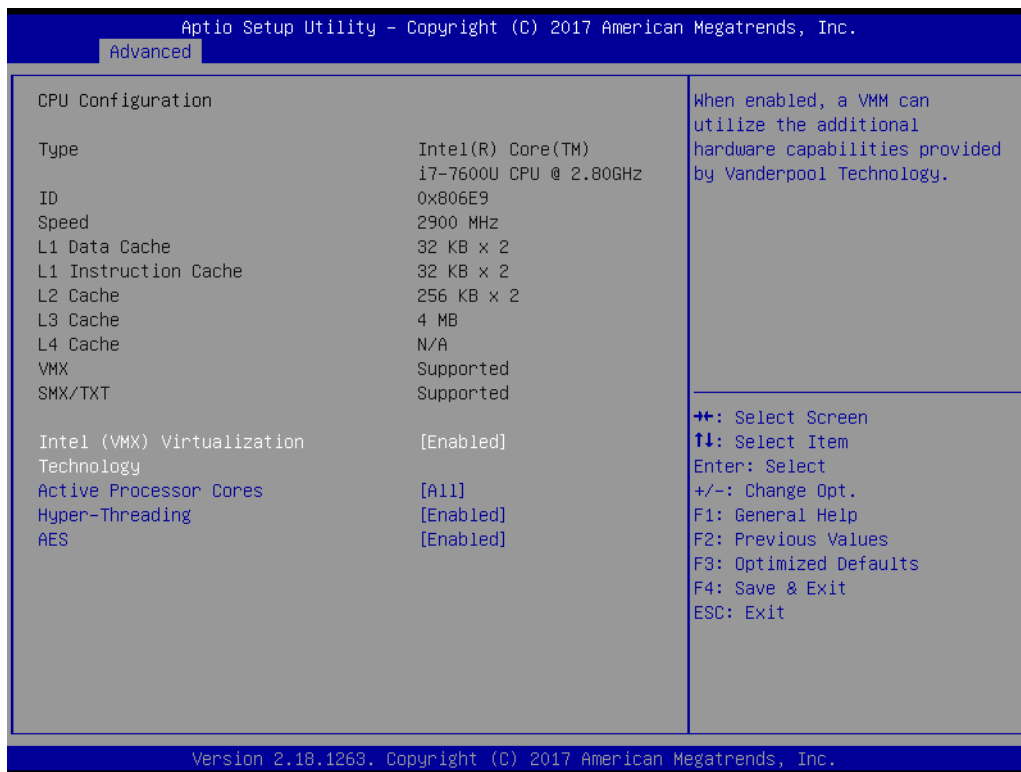 Aptio Setup Utility – Copyright (C) 2017 American Megatrends, Inc.
Advanced
CPU Configuration
Type Intel(R) Core(TM)
i7-7600U CPU @ 2.80GHz
ID 0x806E9
Speed 2900 MHz
L1 Data Cache 32 KB x 2
L1 Instruction Cache 32 KB x 2
L2 Cache 256 KB x 2
L3 Cache 4 MB
L4 Cache N/A
VMX Supported
SMX/TXT Supported
Intel (VMX) Virtualization [Enabled]
Technology
Active Processor Cores [All]
Hyper-Threading [Enabled]
AES [Enabled]
When enabled, a VMM can
utilize the additional
hardware capabilities provided
by Vanderpool Technology.
→←: Select Screen
↑↓: Select Item
Enter: Select
+/-: Change Opt.
F1: General Help
F2: Previous Values
F3: Optimized Defaults
F4: Save & Exit
ESC: Exit
Version 2.18.1263. Copyright (C) 2017 American Megatrends, Inc.